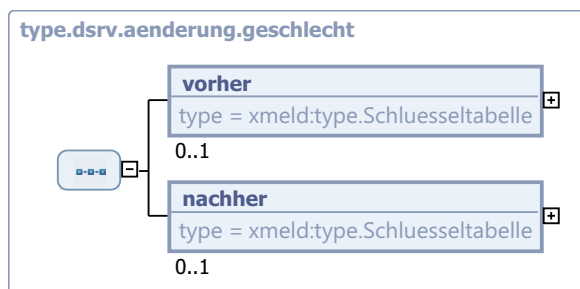 type.dsrv.aenderung.geschlecht
vorher
type = xmeld:type.Schluesseltabelle
0..1
nachher
type = xmeld:type.Schluesseltabelle
0..1